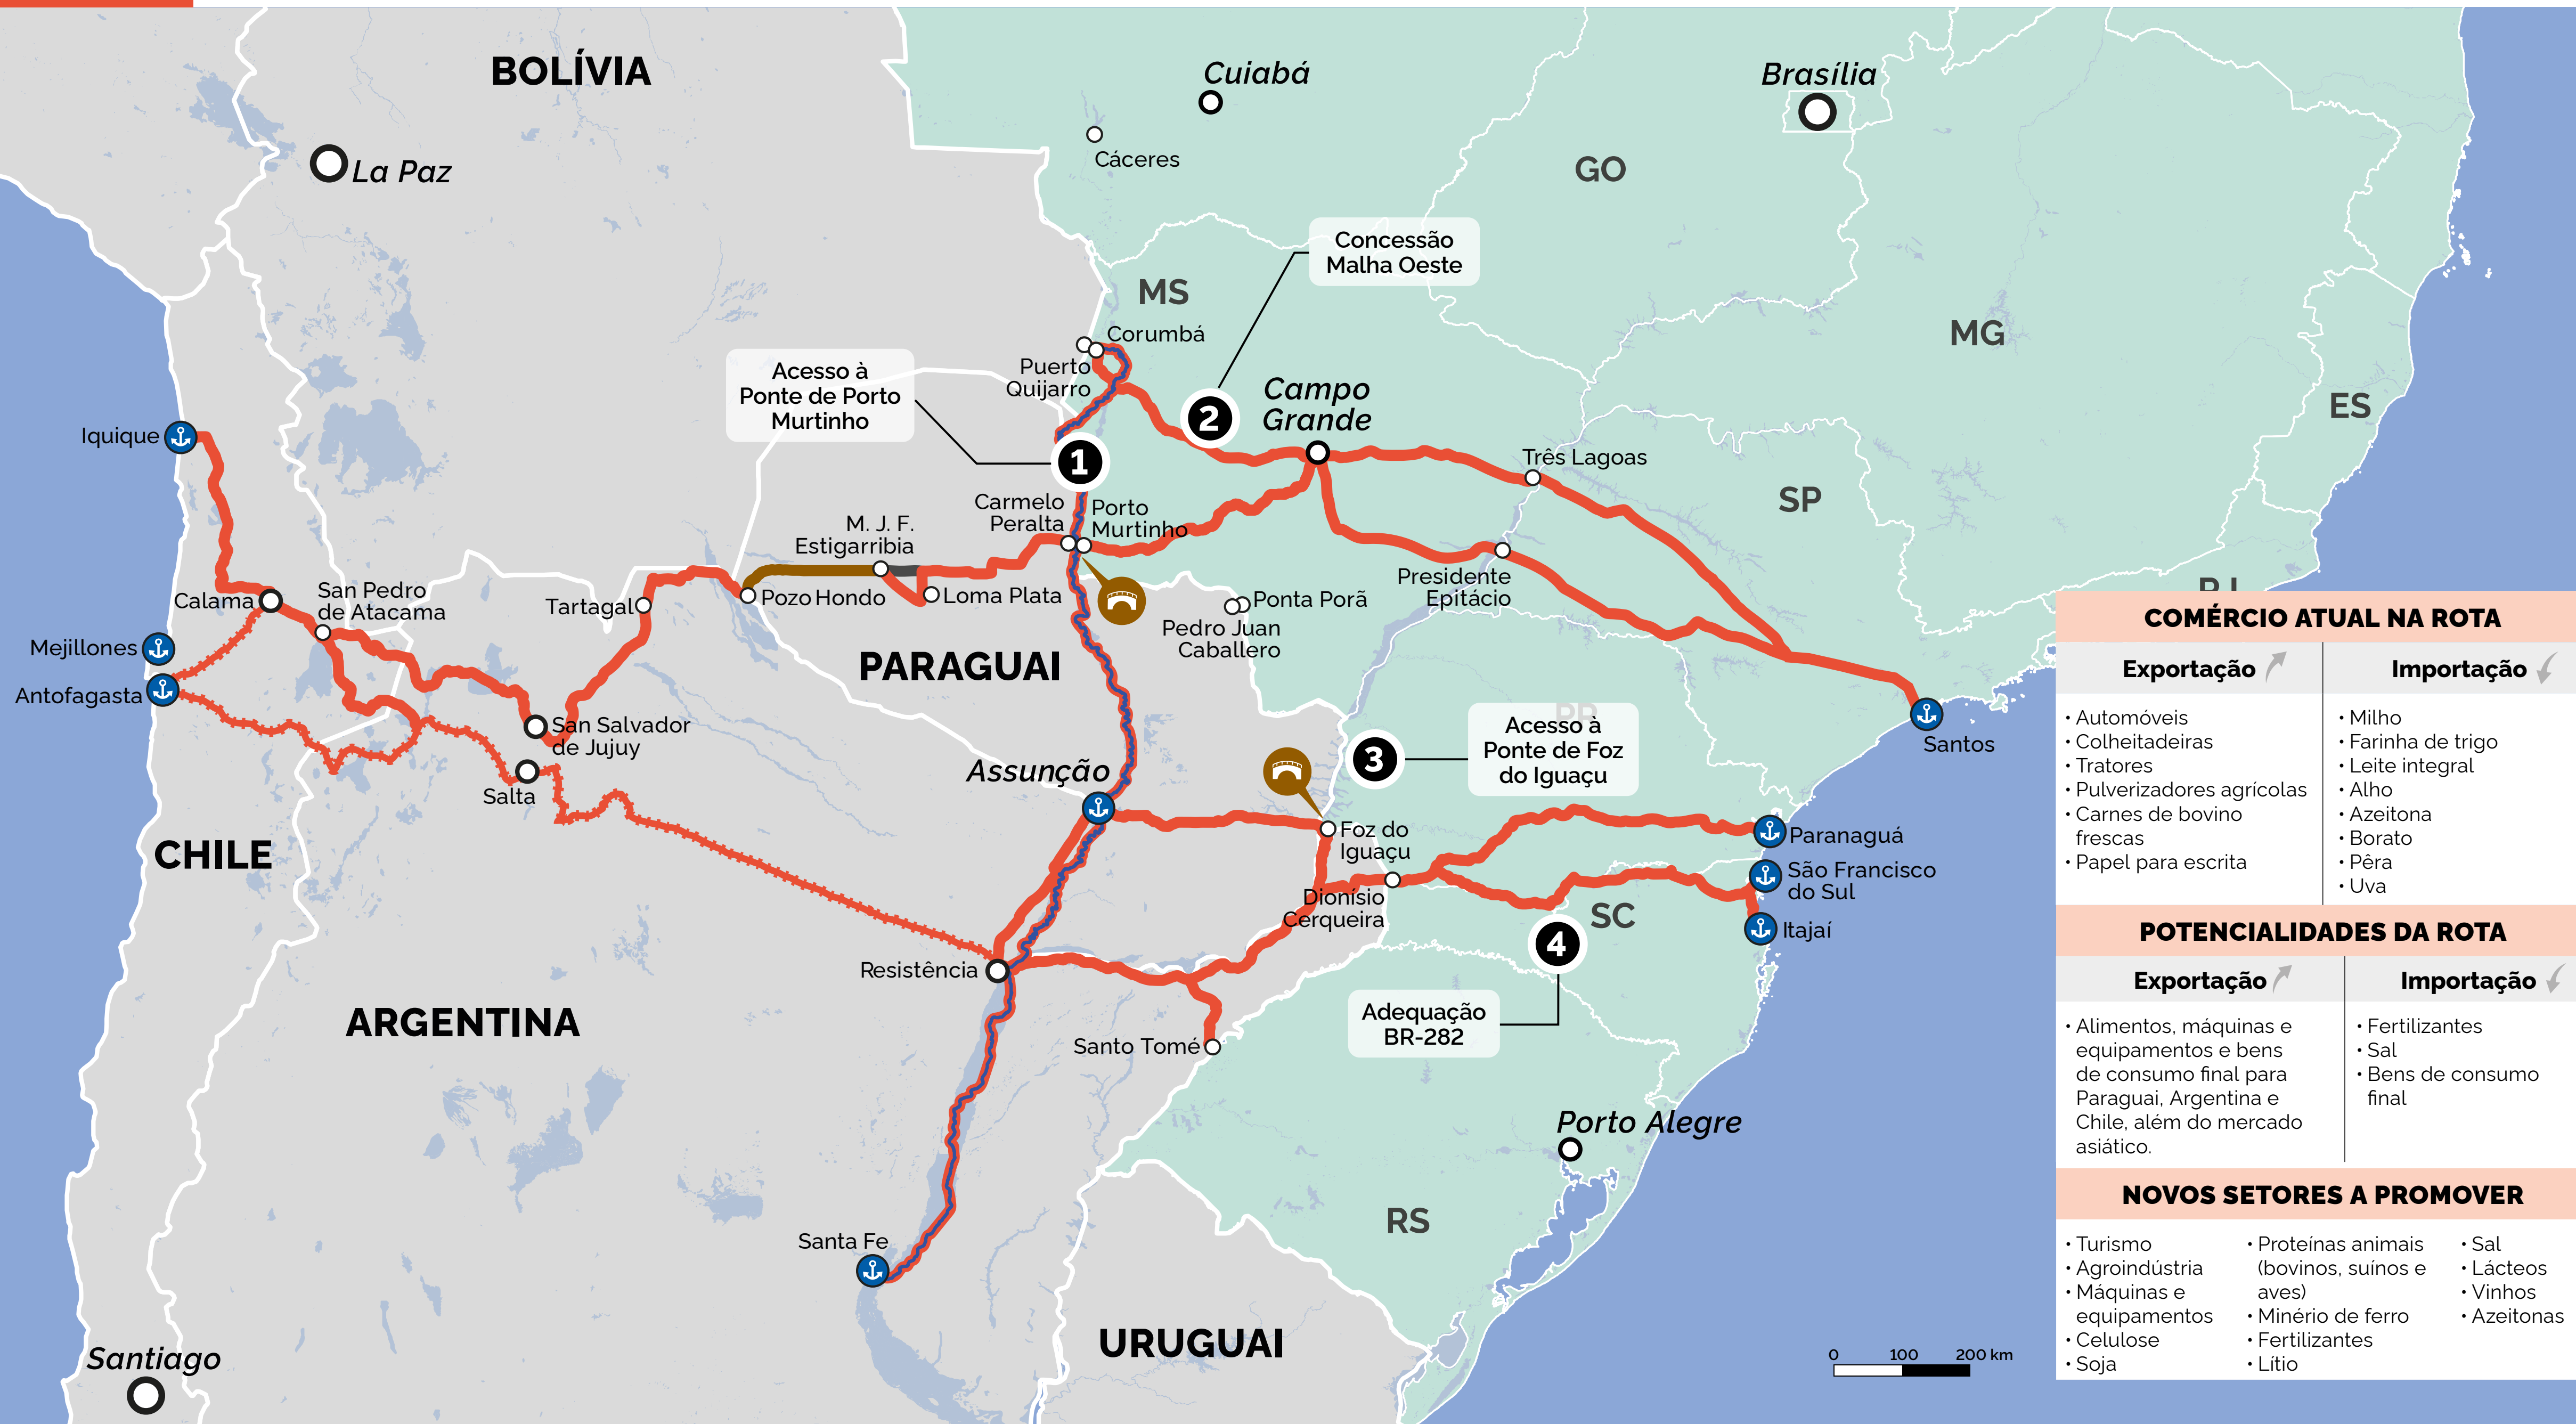 BOLÍVIA
Cuiabá
Brasília
Cáceres
La Paz
GO
Concessão
Malha Oeste
MS
Corumbá
MG
Puerto
Quijarro
Acesso à
Ponte de Porto
Murtinho
2
Campo
Grande
ES
Iquique
1
Três Lagoas
Carmelo
Peralta
Porto
Murtinho
SP
M. J. F.
Estigarribia
San Pedro
de Atacama
Calama
Tartagal
Pozo Hondo
Loma Plata
Ponta Porã
Pedro Juan
Caballero
Presidente
Epitácio
RJ
Mejillones
Antofagasta
PARAGUAI
San Salvador
de Jujuy
Salta
Assunção
3
PR
Acesso à
Ponte de Foz
do Iguaçu
Santos
CHILE
Foz do
Iguaçu
Paranaguá
São Francisco
do Sul
Itajaí
Dionísio
Cerqueira
SC
4
Resistência
ARGENTINA
Santo Tomé
Adequação
BR-282
Porto Alegre
RS
Santa Fe
URUGUAI
Santiago
0 100 200 km
COMÉRCIO ATUAL NA ROTA
Exportação
• Automóveis
• Colheitadeiras
• Tratores
• Pulverizadores agrícolas
• Carnes de bovino
frescas
• Papel para escrita
Importação
• Milho
• Farinha de trigo
• Leite integral
• Alho
• Azeitona
• Borato
• Pêra
• Uva
POTENCIALIDADES DA ROTA
Exportação
• Alimentos, máquinas e
equipamentos e bens
de consumo final para
Paraguai, Argentina e
Chile, além do mercado
asiático.
Importação
• Fertilizantes
• Sal
• Bens de consumo
final
NOVOS SETORES A PROMOVER
• Turismo
• Agroindústria
• Máquinas e
equipamentos
• Celulose
• Soja
• Proteínas animais
(bovinos, suínos e
aves)
• Minério de ferro
• Fertilizantes
• Lítio
• Sal
• Lácteos
• Vinhos
• Azeitonas